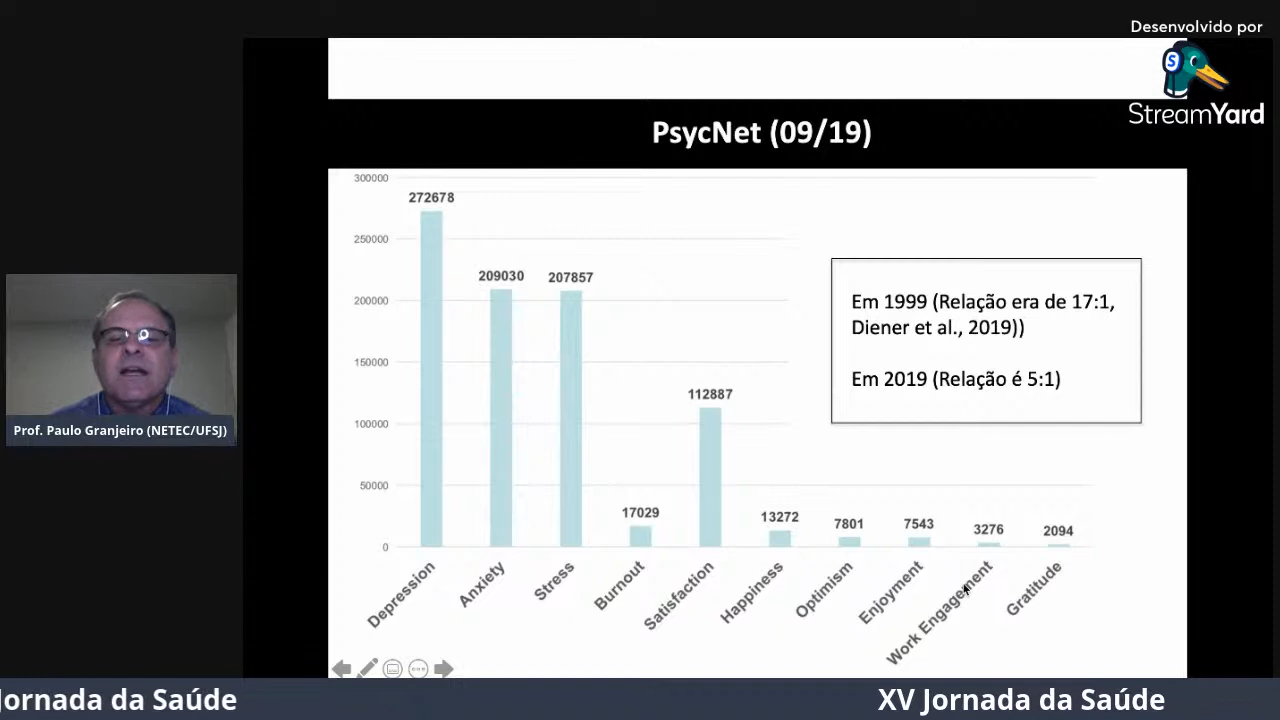 Desenvolvido por
StreamYard
PsycNet (09/19)
300000
250000
200000
150000
100000
50000
0
272678
209030
207857
17029
112887
13272
7801
7543
3276
2094
Depression
Anxiety
Stress
Burnout
Satisfaction
Happiness
Optimism
Enjoyment
Work Engagement
Gratitude
Em 1999 (Relação era de 17:1,
Diener et al., 2019))
Em 2019 (Relação é 5:1)
Prof. Paulo Granjeiro (NETEC/UFSJ)
Jornada da Saúde
XV Jornada da Saúde